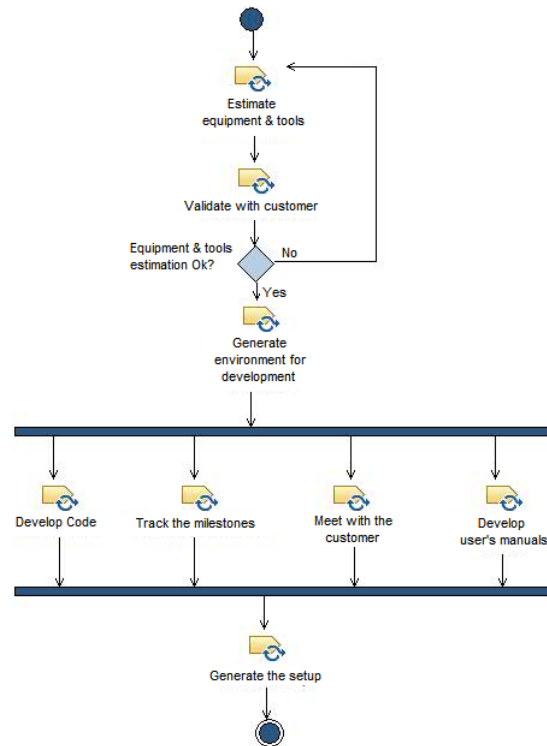 Estimate
equipment & tools
Validate with customer
Equipment & tools
estimation Ok?
No
Yes
Generate
environment for
development
Develop Code
Track the milestones
Meet with the
customer
Develop
user's manuals
Generate the setup